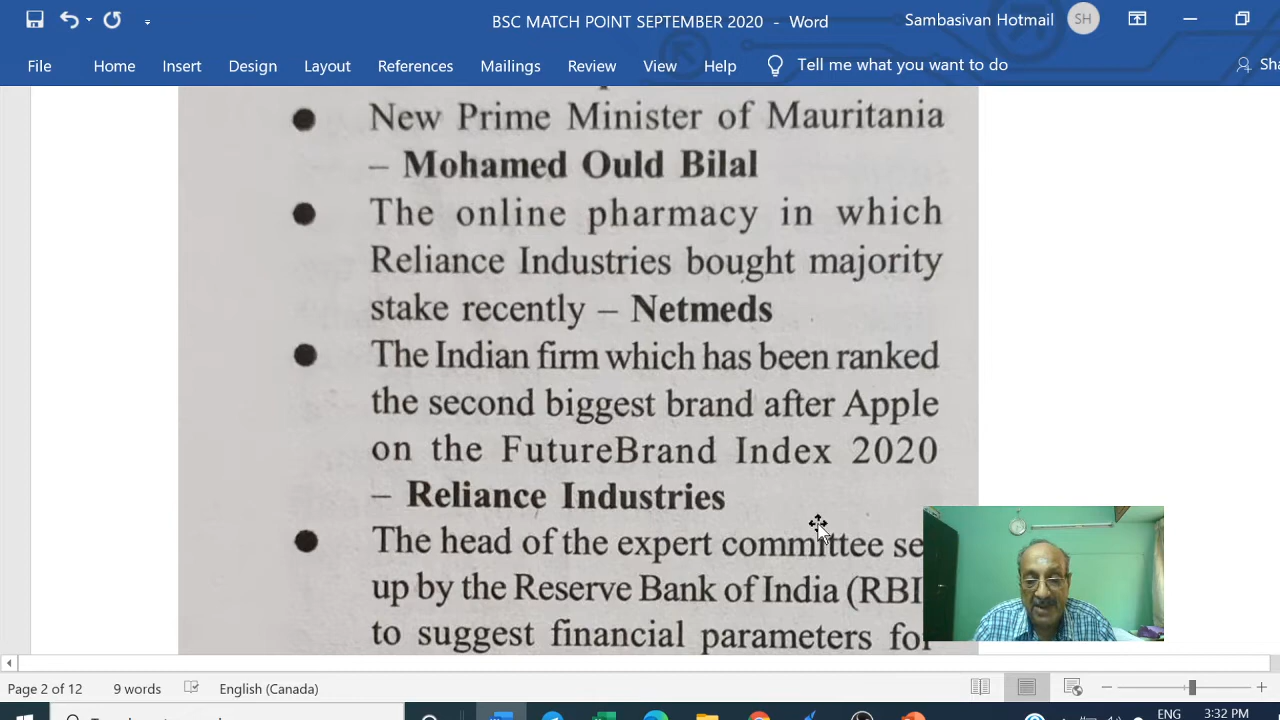 BSC MATCH POINT SEPTEMBER 2020 - Word
Sambasivan Hotmail SH
File Home Insert Design Layout References Mailings Review View Help Tell me what you want to do
New Prime Minister of Mauritania
– Mohamed Ould Bilal
The online pharmacy in which
Reliance Industries bought majority
stake recently – Netmeds
The Indian firm which has been ranked
the second biggest brand after Apple
on the FutureBrand Index 2020
– Reliance Industries
The head of the expert committee se
up by the Reserve Bank of India (RBI
to suggest financial parameters for
Page 2 of 12 9 words English (Canada)
ENG 3:32 PM